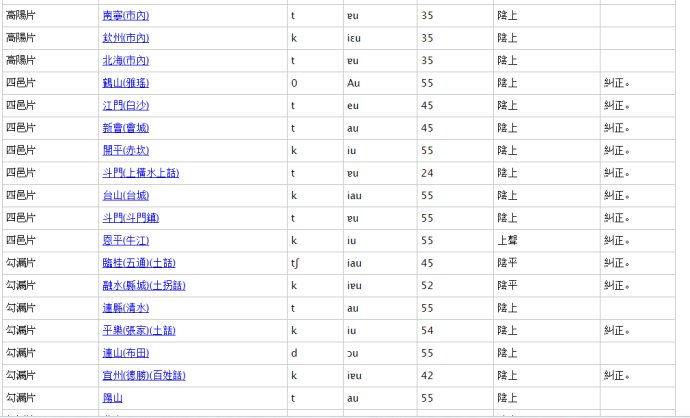 高陽片 南寧(市內) t ɐu 35 陰上
高陽片 欽州(市內) k iɛu 35 陰上
高陽片 北海(市內) t ɐu 35 陰上
四邑片 鶴山(雅瑤) 0 Au 55 陰上 糾正。
四邑片 江門(白沙) t eu 45 陰上 糾正。
四邑片 新會(會城) t au 45 陰上 糾正。
四邑片 開平(赤坎) k iu 55 陰上 糾正。
四邑片 斗門(上橫水上話) t ɐu 24 陰上 糾正。
四邑片 台山(台城) k iau 55 陰上 糾正。
四邑片 斗門(斗門鎮) t ɐu 55 陰上 糾正。
四邑片 恩平(牛江) k iu 55 上聲 糾正。
勾漏片 臨桂(五通)(土話) tʃ iau 45 陰平 糾正。
勾漏片 融水(縣城)(土拐話) k iɐu 52 陰平 糾正。
勾漏片 連縣(清水) t au 55 陰上
勾漏片 平樂(張家)(土話) k iu 54 陰上 糾正。
勾漏片 連山(布田) d ɔu 55 陰上
勾漏片 宜州(德勝)(百姓話) k iɐu 42 陰上 糾正。
勾漏片 陽山 t au 55 陰上